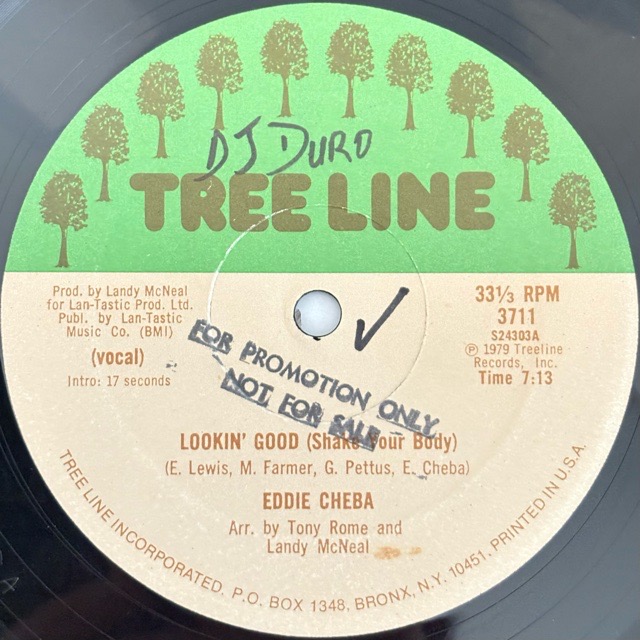 DJ DURO
TREE LINE
Prod. by Landy McNeal
for Lan-Tastic Prod. Ltd.
Publ. by Lan-Tastic
Music Co. (BMI)
(vocal)
Intro: 17 seconds
33⅓ RPM
3711
S24303A
Ⓟ 1979 Treeline
Records, Inc.
Time 7:13
FOR PROMOTION ONLY
NOT FOR SALE
LOOKIN' GOOD (Shake Your Body)
(E. Lewis, M. Farmer, G. Pettus, E. Cheba)
EDDIE CHEBA
Arr. by Tony Rome and
Landy McNeal
TREE LINE INCORPORATED, P.O. BOX 1348, BRONX, N.Y. 10451, PRINTED IN U.S.A.